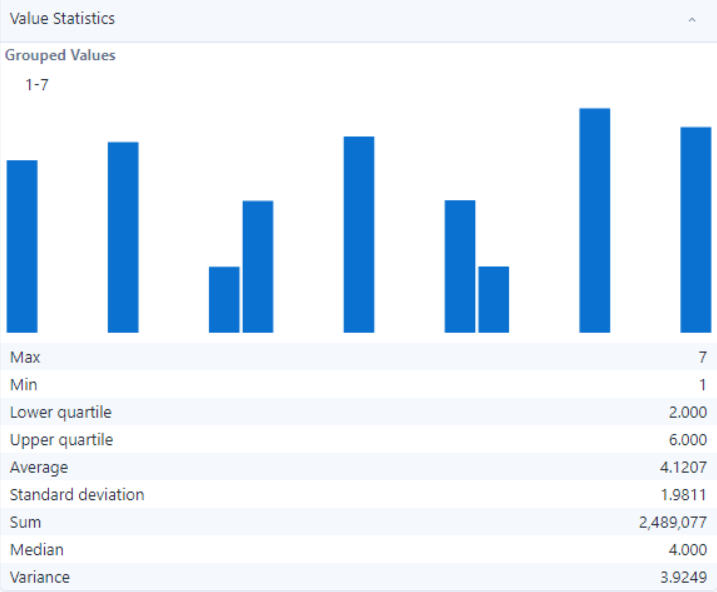 Value Statistics
Grouped Values
1-7
Max 7
Min 1
Lower quartile 2.000
Upper quartile 6.000
Average 4.1207
Standard deviation 1.9811
Sum 2,489,077
Median 4.000
Variance 3.9249